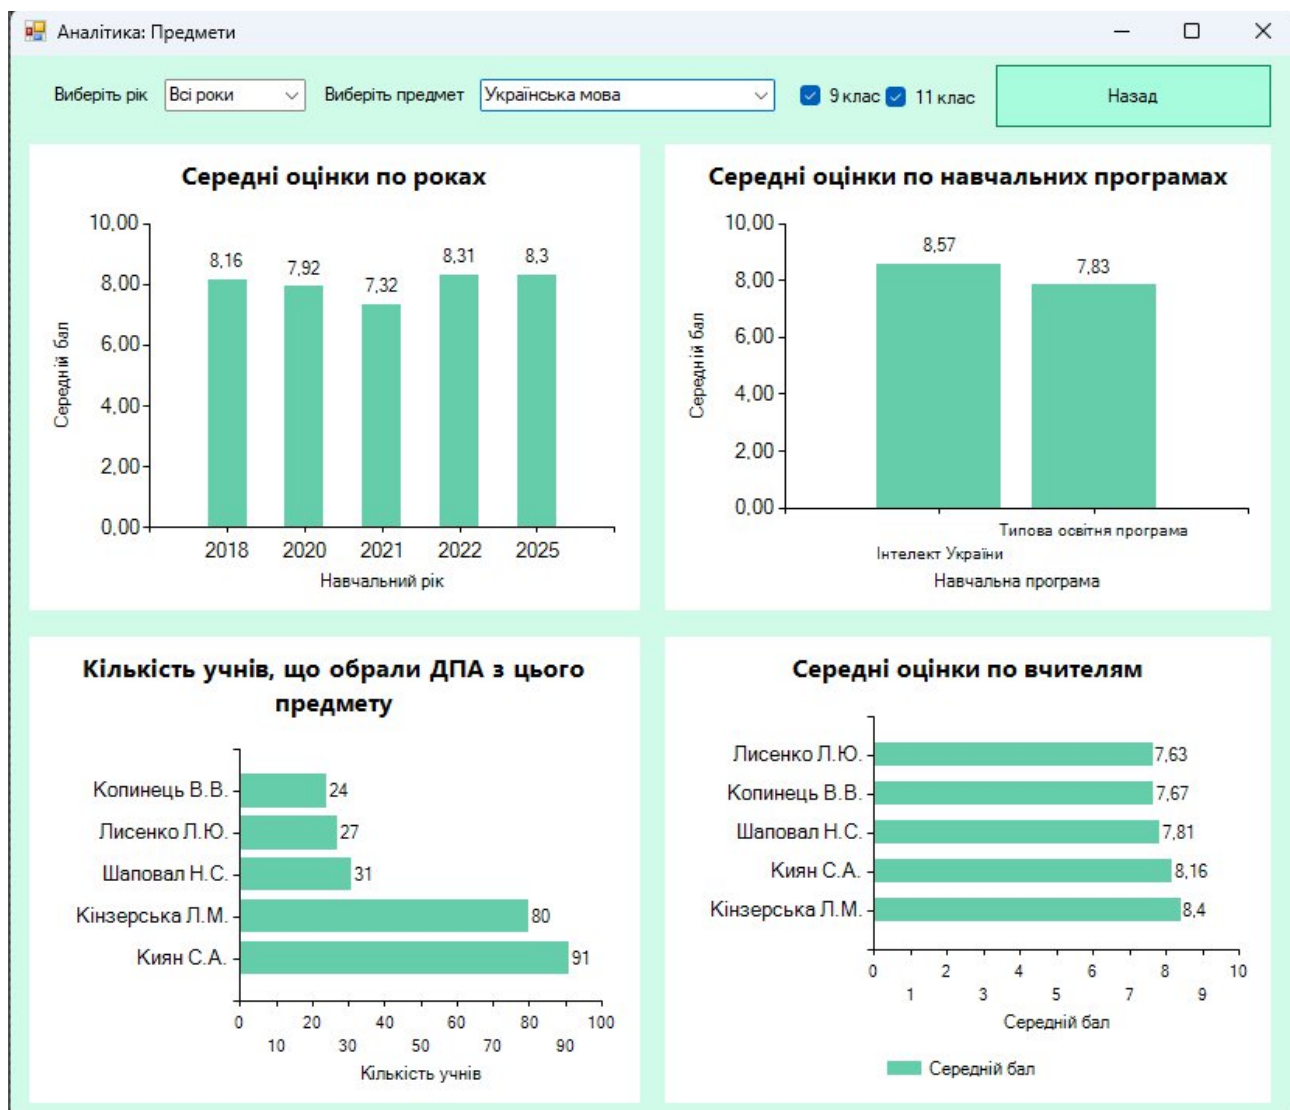 Аналітика: Предмети
Виберіть рік Всі роки Виберіть предмет Українська мова 9 клас 11 клас Назад
Середні оцінки по роках
10,00
8,00
6,00
4,00
2,00
0,00
Середній бал
8,16 7,92 7,32 8,31 8,3
2018 2020 2021 2022 2025
Навчальний рік
Середні оцінки по навчальних програмах
10,00
8,00
6,00
4,00
2,00
0,00
Середній бал
8,57 7,83
Типова освітня програма
Інтелект України
Навчальна програма
Кількість учнів, що обрали ДПА з цього
предмету
Копинець В.В. 24
Лисенко Л.Ю. 27
Шаповал Н.С. 31
Кінзерська Л.М. 80
Киян С.А. 91
0 20 40 60 80 100
10 30 50 70 90
Кількість учнів
Середні оцінки по вчителям
Лисенко Л.Ю. 7,63
Копинець В.В. 7,67
Шаповал Н.С. 7,81
Киян С.А. 8,16
Кінзерська Л.М. 8,4
0 2 4 6 8 10
1 3 5 7 9
Середній бал
Середній бал